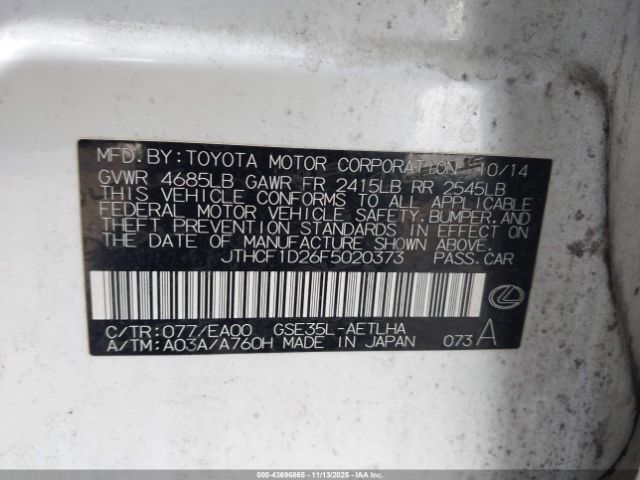 MFD.BY:TOYOTA MOTOR CORPORATION 10/14
GVWR 4685LB GAWR FR 2415LB RR 2545LB
THIS VEHICLE CONFORMS TO ALL APPLICABLE
FEDERAL MOTOR VEHICLE SAFETY,BUMPER,AND
THEFT PREVENTION STANDARDS IN EFFECT ON
THE DATE OF MANUFACTURE SHOWN ABOVE.
JTHCF1D26F5020373 PASS.CAR
C/TR:077/EA00 GSE35L-AETLHA
A/TM:A03A/A760H MADE IN JAPAN 073 A
000-43696865 - 11/13/2025 - IAAI.com